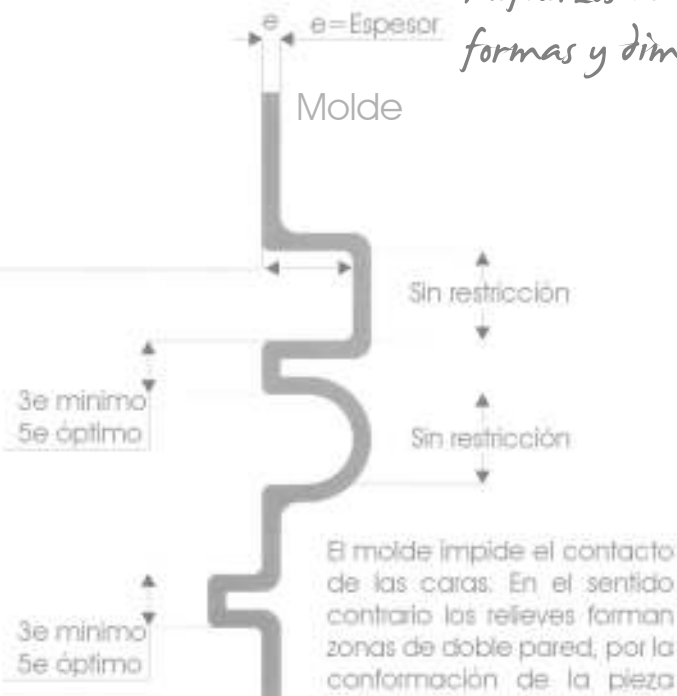 e e=Espesor
formas y dim
Molde
Sin restricción
3e minimo
5e óptimo
Sin restricción
El molde impide el contacto
de las caras. En el sentido
contrario los relieves forman
zonas de doble pared, por la
conformación de la pieza
3e minimo
5e óptimo